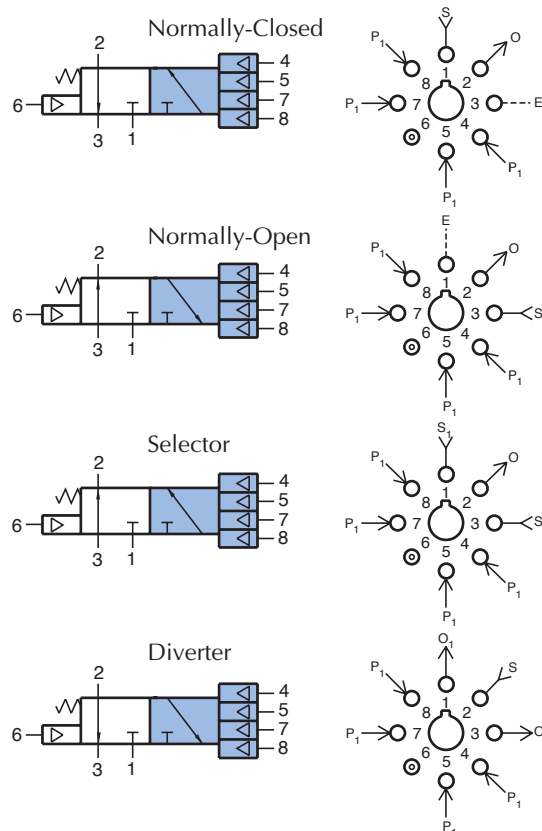 Normally-Closed
2
4
5
6
7
8
3 1
S
P₁ O
1
8 2
P₁ 7 3 E
6 4
5
P₁
P₁
Normally-Open
2
4
5
6
7
8
3 1
E
P₁ O
1
8 2
P₁ 7 3 S
6 4
5
P₁
P₁
Selector
2
4
5
6
7
8
3 1
S₁
P₁ O
1
8 2
P₁ 7 3 S
6 4
5
P₁
P₁
Diverter
2
4
5
6
7
8
3 1
O₁
P₁ S
1
8 2
P₁ 7 3
6 4
5
P₁
P₁